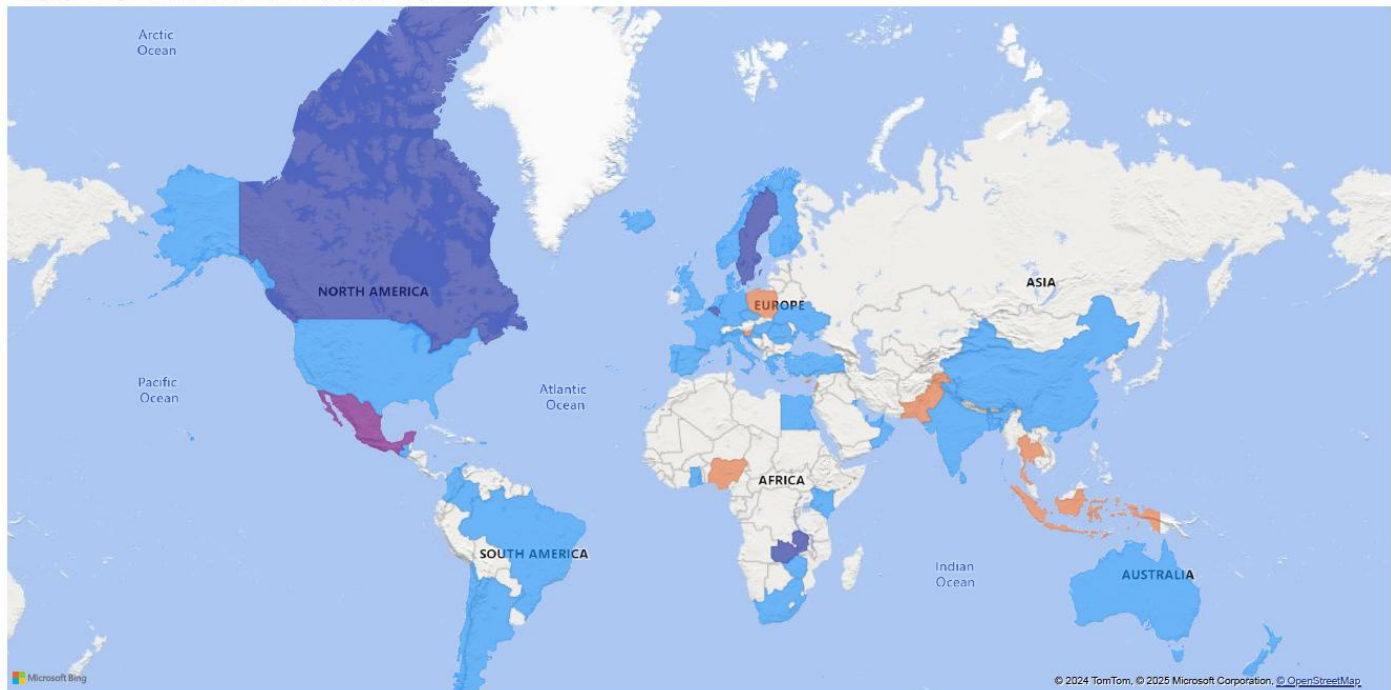 Arctic
Ocean
NORTH AMERICA
EUROPE
ASIA
Pacific
Ocean
Atlantic
Ocean
AFRICA
SOUTH AMERICA
Indian
Ocean
AUSTRALIA
Microsoft Bing
© 2024 TomTom, © 2025 Microsoft Corporation, © OpenStreetMap